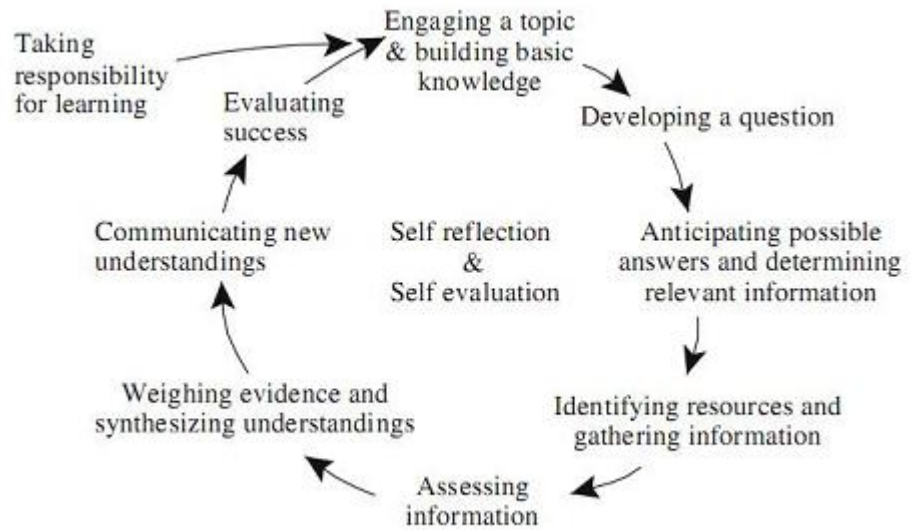 Taking
responsibility
for learning
Engaging a topic
& building basic
knowledge
Evaluating
success
Developing a question
Communicating new
understandings
Self reflection
&
Self evaluation
Anticipating possible
answers and determining
relevant information
Weighing evidence and
synthesizing understandings
Identifying resources and
gathering information
Assessing
information